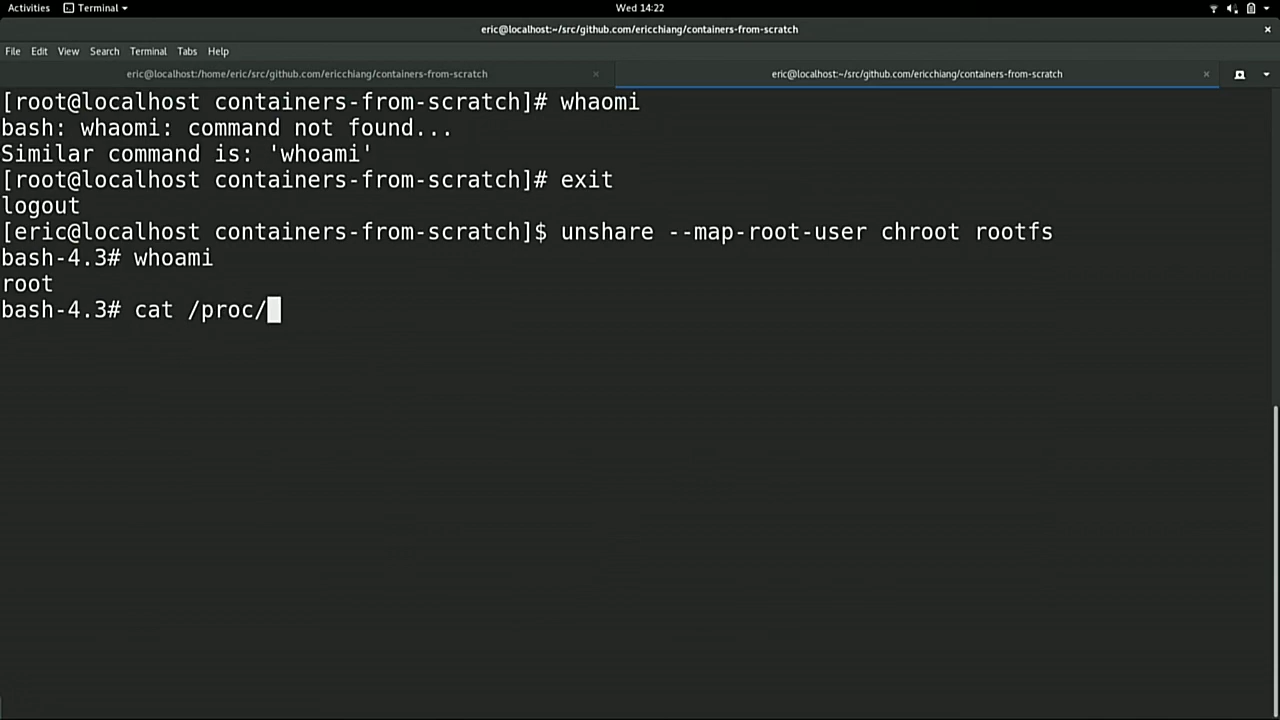 Activities Terminal Wed 14:22
eric@localhost:~/src/github.com/ericchiang/containers-from-scratch
File Edit View Search Terminal Tabs Help
eric@localhost:/home/eric/src/github.com/ericchiang/containers-from-scratch eric@localhost:~/src/github.com/ericchiang/containers-from-scratch
[root@localhost containers-from-scratch]# whaomi
bash: whaomi: command not found...
Similar command is: 'whoami'
[root@localhost containers-from-scratch]# exit
logout
[eric@localhost containers-from-scratch]$ unshare --map-root-user chroot rootfs
bash-4.3# whoami
root
bash-4.3# cat /proc/